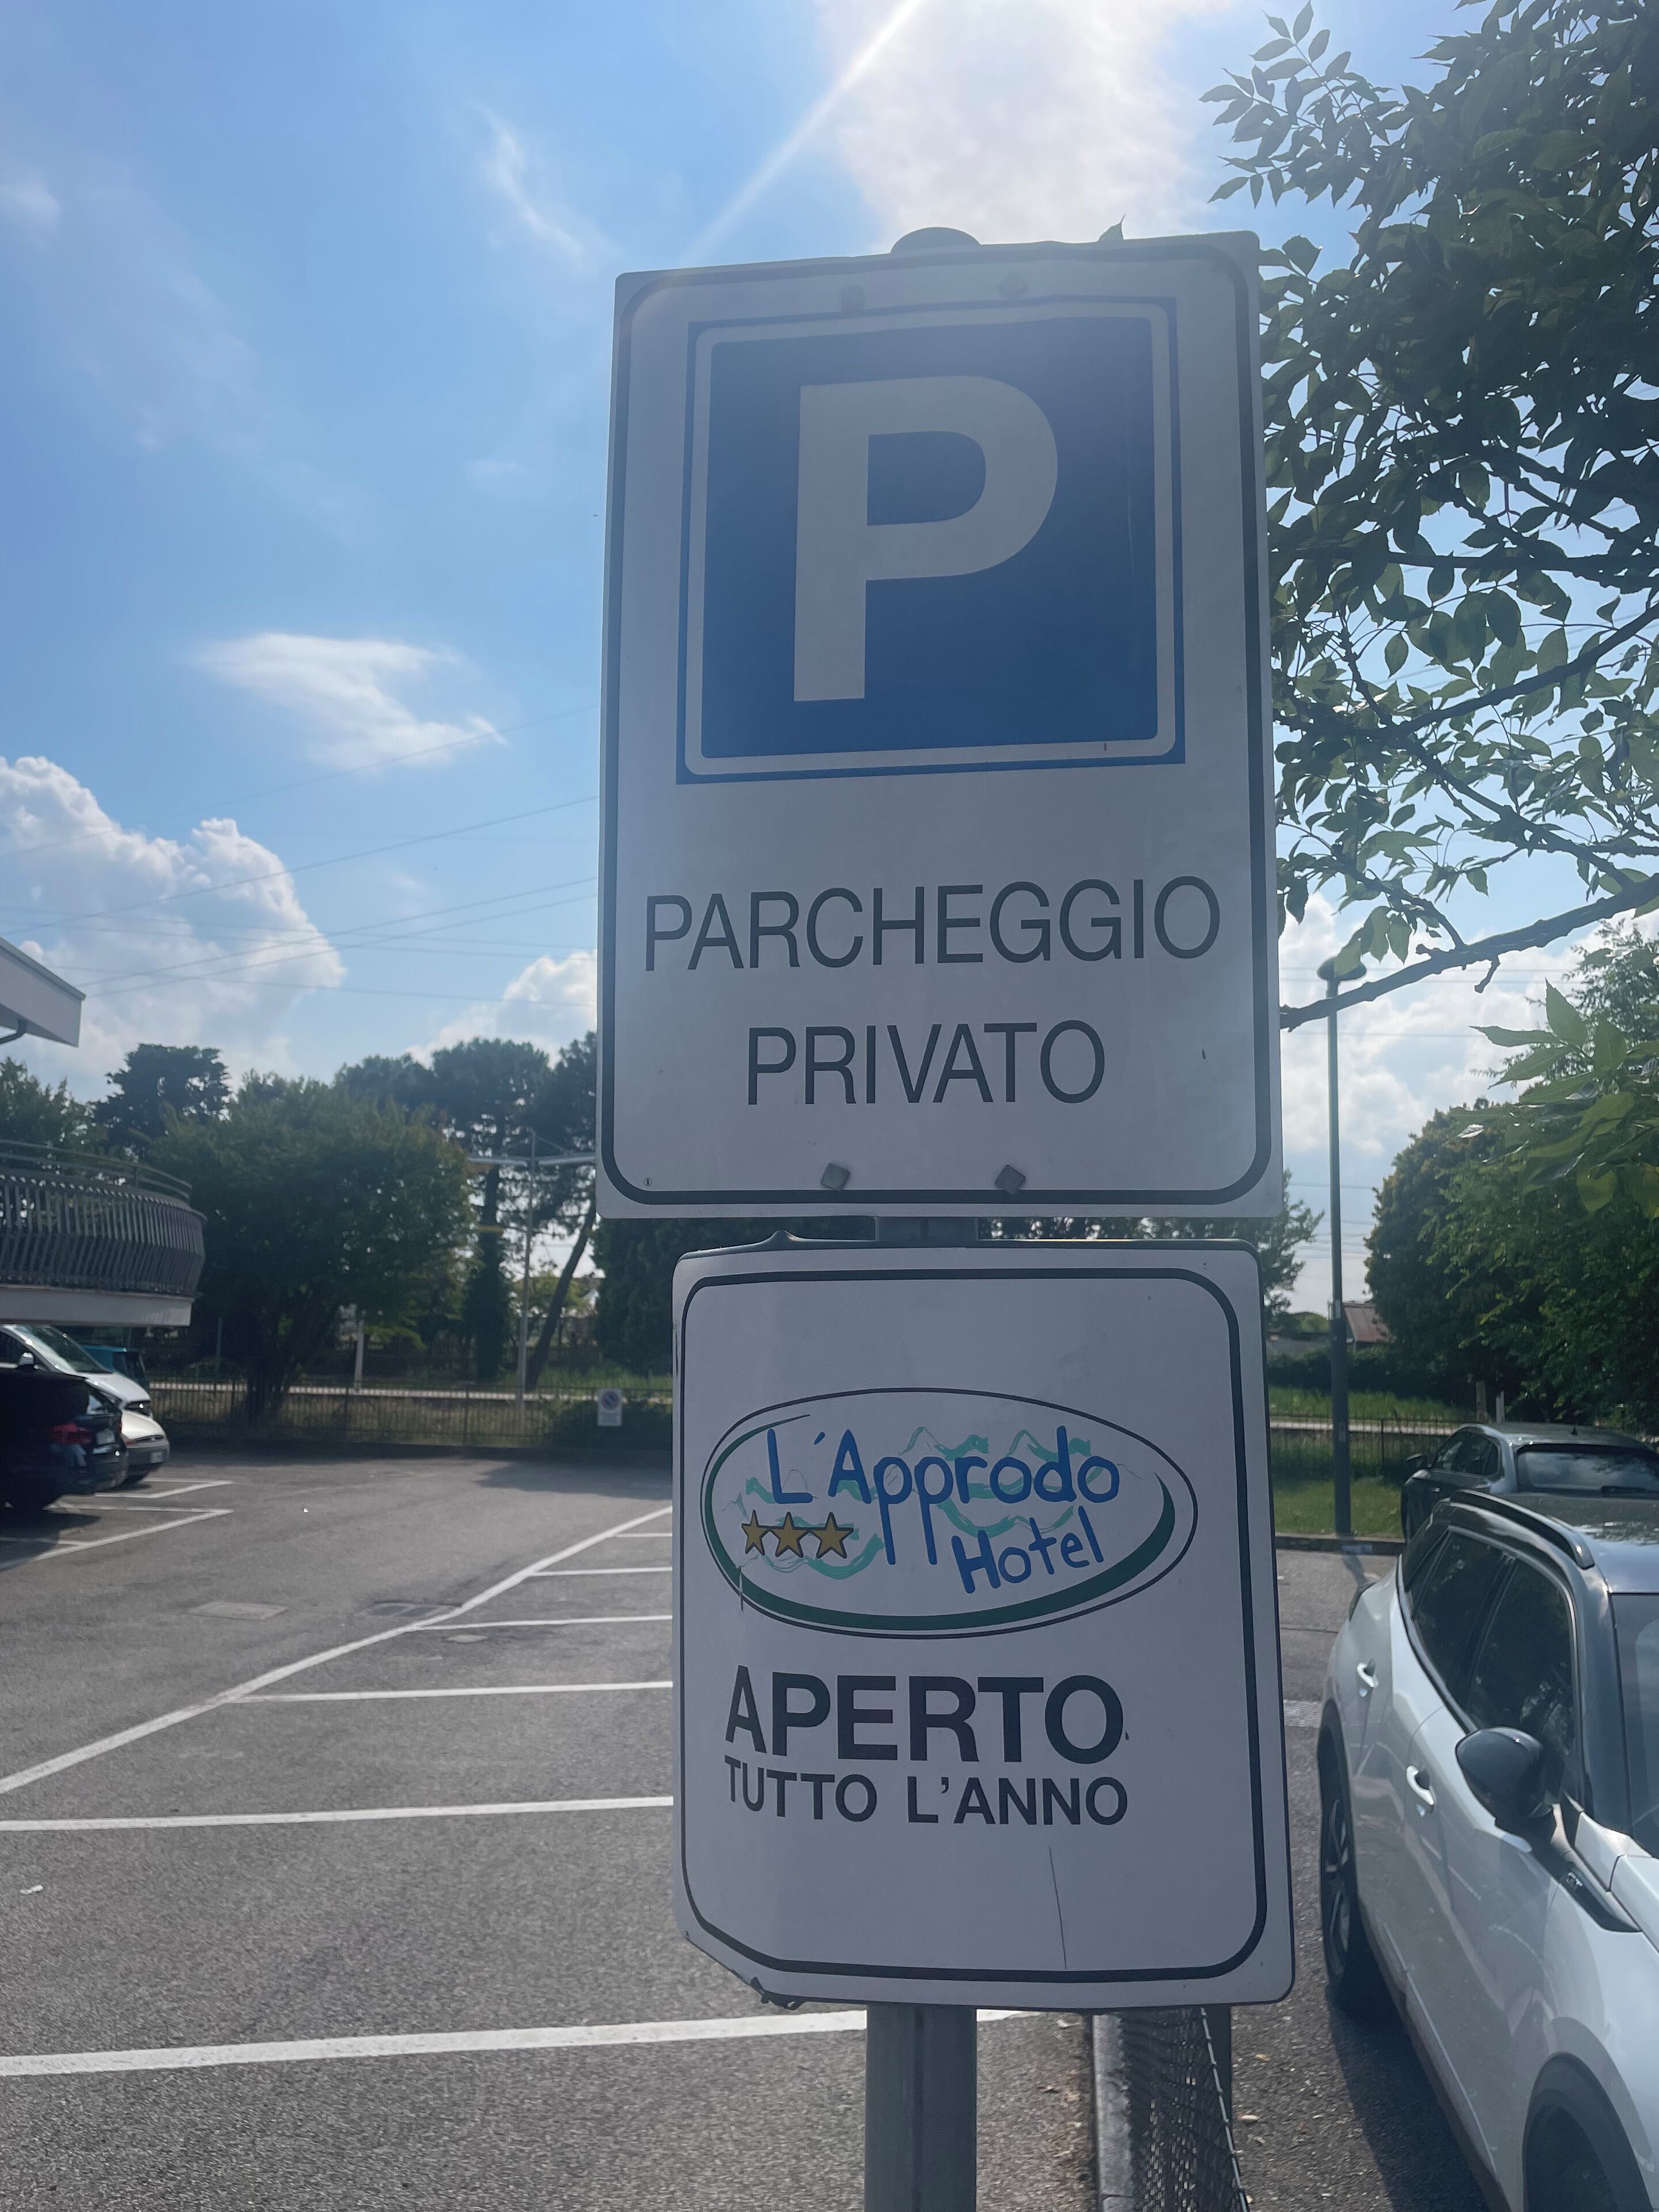 P
PARCHEGGIO
PRIVATO
L'Approdo
Hotel
APERTO
TUTTO L'ANNO